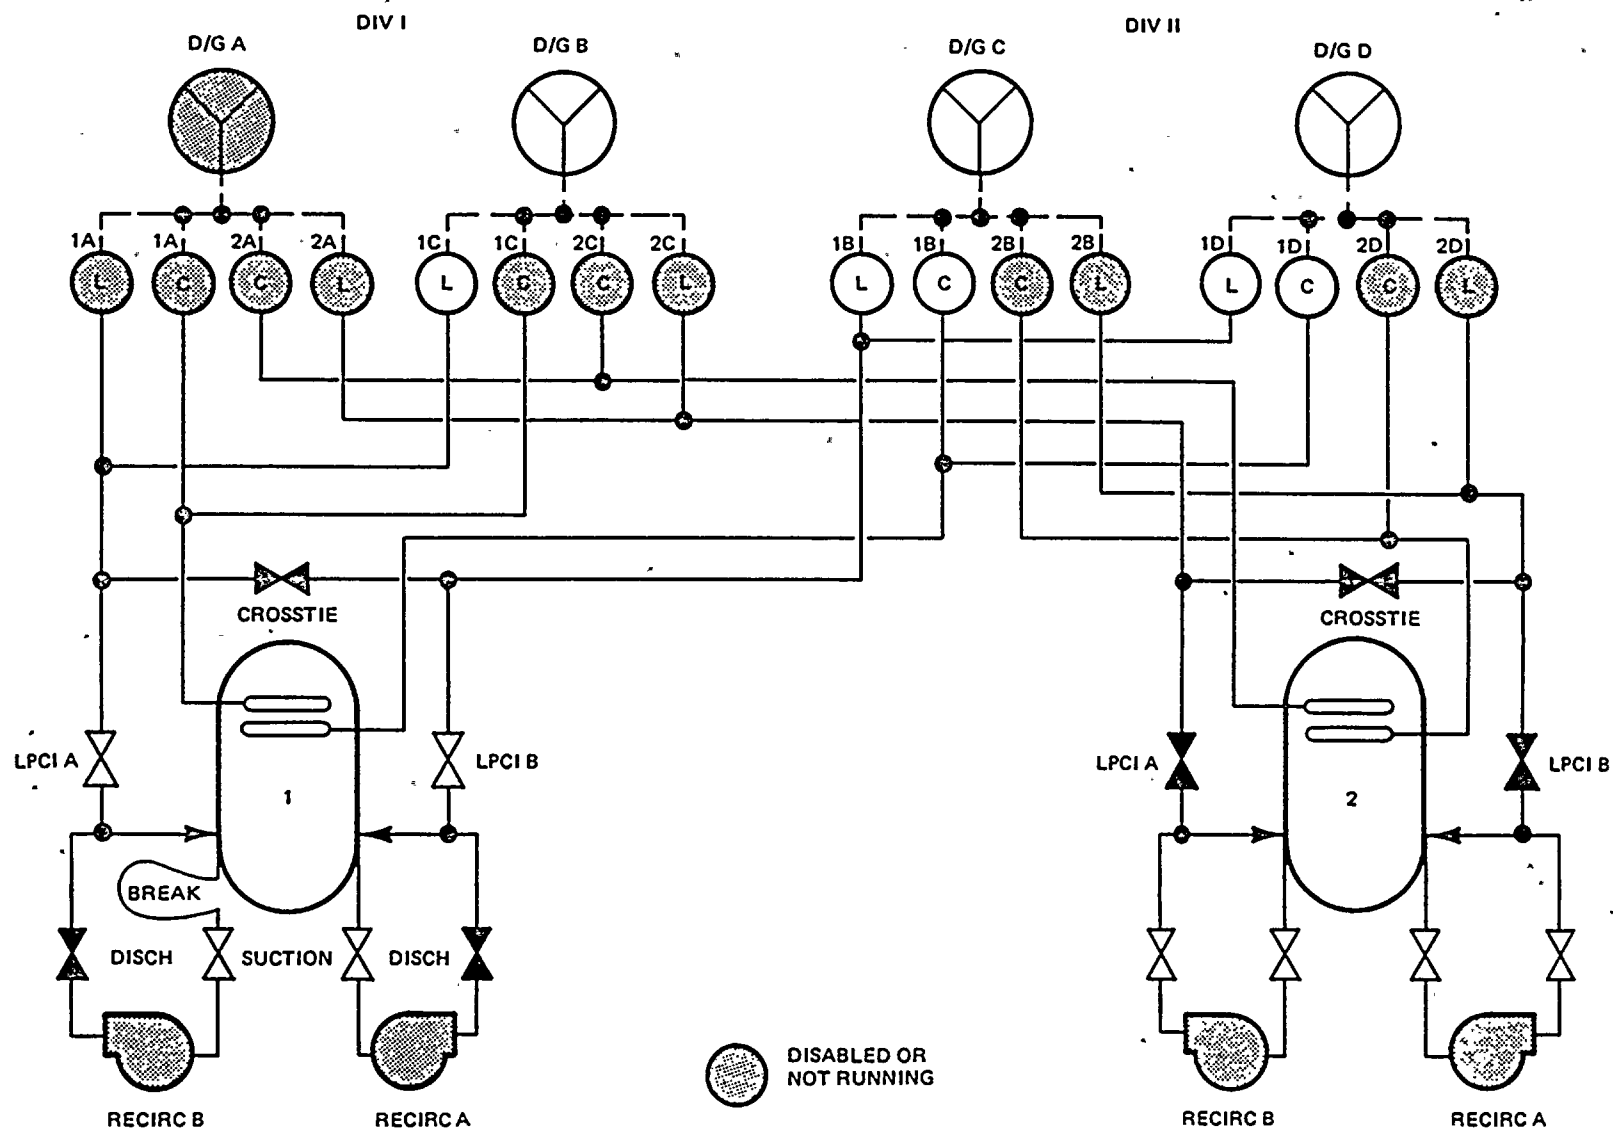 DIV I
DIV II
D/G A
D/G B
D/G C
D/G D
1A 1A 2A 2A 1C 1C 2C 2C 1B 1B 2B 2B 1D 1D 2D 2D
L C C L L C C L L C C L L C C L
CROSSTIE
CROSSTIE
LPCI A
LPCI B
LPCI A
LPCI B
1
2
BREAK
DISCH
SUCTION
DISCH
DISABLED OR
NOT RUNNING
RECIRC B
RECIRC A
RECIRC B
RECIRC A